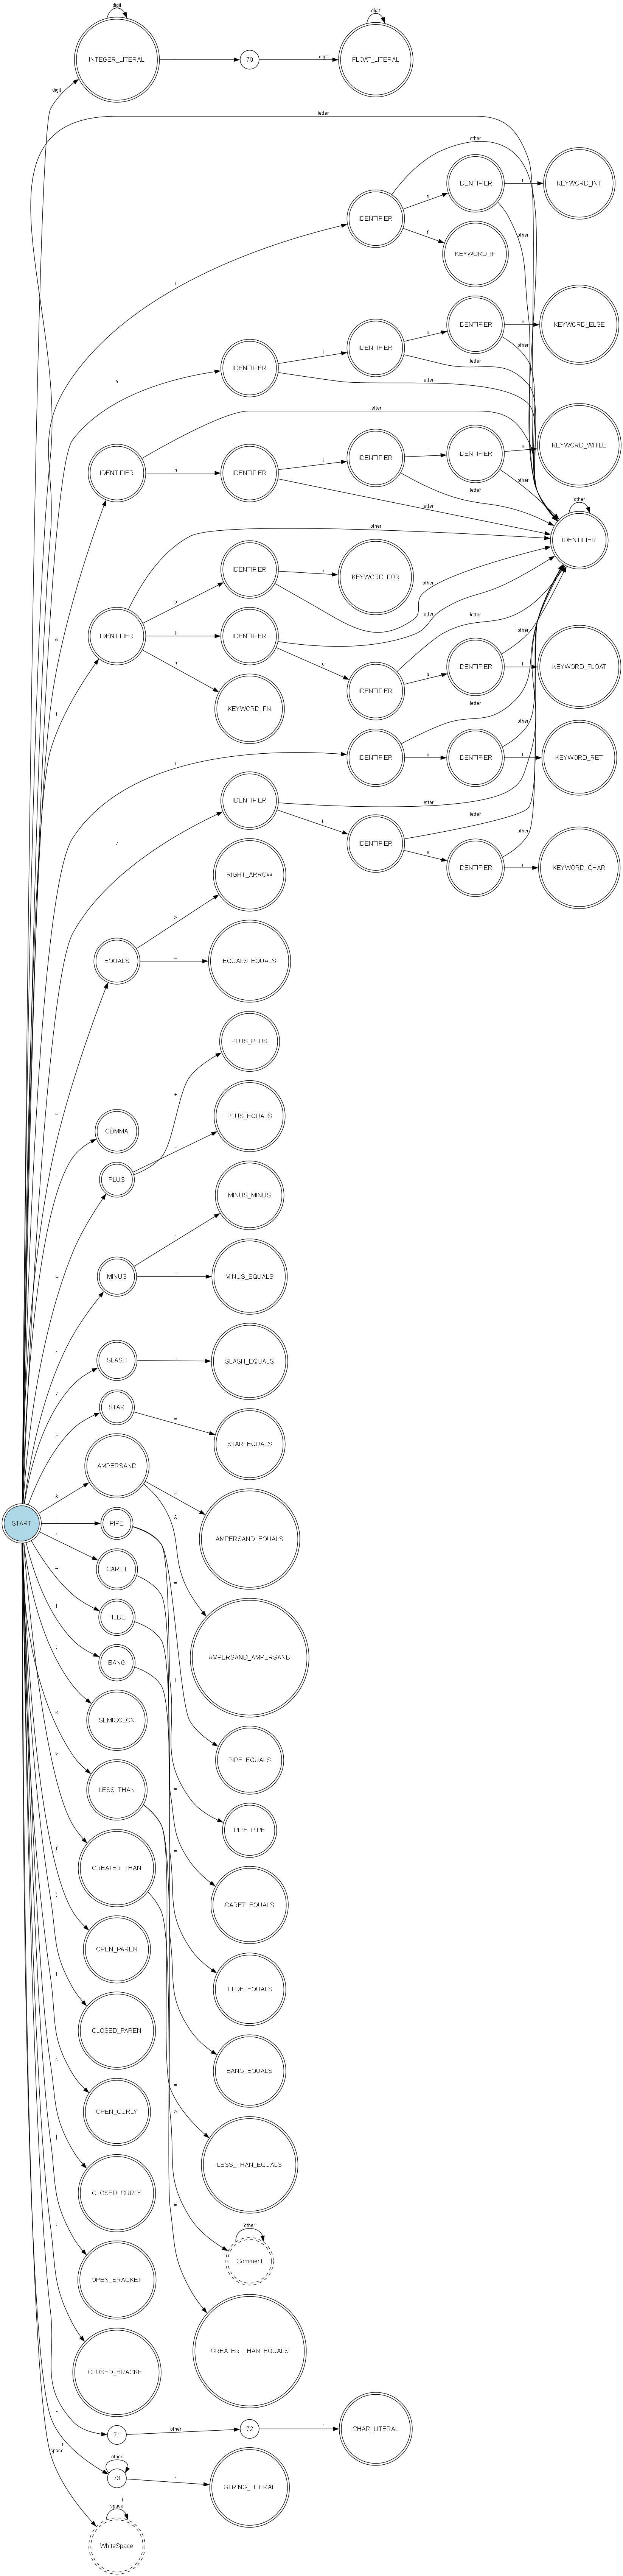 digit
INTEGER_LITERAL
70
digit
digit
FLOAT_LITERAL
digit
letter
other
IDENTIFIER
n
IDENTIFIER
t
KEYWORD_INT
other
f
KEYWORD_IF
i
IDENTIFIER
s
IDENTIFIER
e
KEYWORD_ELSE
other
l
IDENTIFIER
letter
e
letter
letter
IDENTIFIER
h
IDENTIFIER
i
IDENTIFIER
l
IDENTIFIER
e
KEYWORD_WHILE
other
letter
letter
other
IDENTIFIER
w
other
IDENTIFIER
o
IDENTIFIER
r
KEYWORD_FOR
other
letter
l
IDENTIFIER
o
IDENTIFIER
letter
a
IDENTIFIER
other
t
KEYWORD_FLOAT
n
KEYWORD_FN
f
letter
r
IDENTIFIER
e
IDENTIFIER
other
t
KEYWORD_RET
IDENTIFIER
letter
h
IDENTIFIER
letter
a
IDENTIFIER
other
r
KEYWORD_CHAR
c
RIGHT_ARROW
>
EQUALS
=
EQUALS_EQUALS
=
PLUS_PLUS
+
PLUS_EQUALS
=
COMMA
PLUS
+
MINUS_MINUS
-
MINUS
=
MINUS_EQUALS
-
SLASH
=
SLASH_EQUALS
/
STAR
=
STAR_EQUALS
*
AMPERSAND
=
AMPERSAND_EQUALS
&
&
START
|
PIPE
^
CARET
=
~
TILDE
!
BANG
AMPERSAND_AMPERSAND
|
;
SEMICOLON
<
PIPE_EQUALS
>
LESS_THAN
=
PIPE_PIPE
(
GREATER_THAN
=
CARET_EQUALS
)
OPEN_PAREN
=
TILDE_EQUALS
{
CLOSED_PAREN
BANG_EQUALS
}
OPEN_CURLY
=
>
LESS_THAN_EQUALS
[
CLOSED_CURLY
=
other
Comment
]
OPEN_BRACKET
GREATER_THAN_EQUALS
CLOSED_BRACKET
'
71
other
72
'
CHAR_LITERAL
"
other
73
"
STRING_LITERAL
t
space
t
space
WhiteSpace